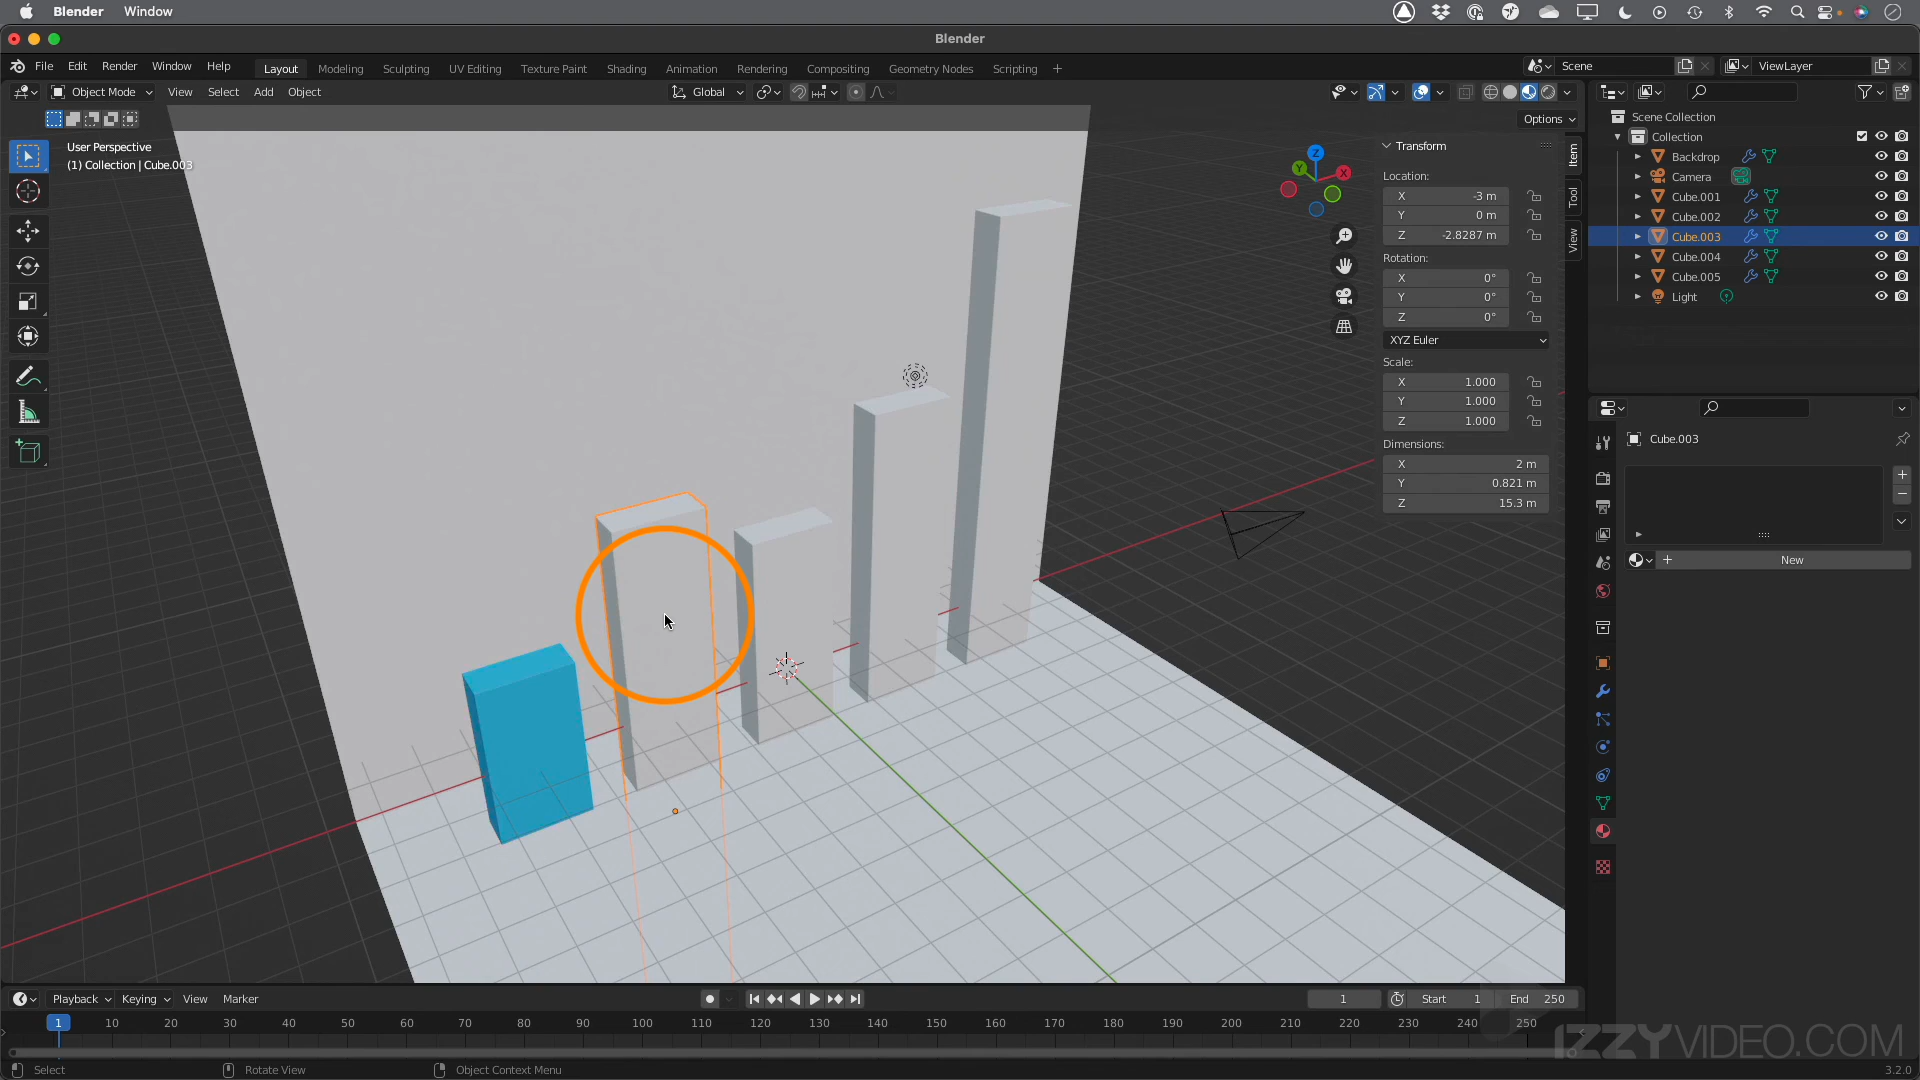 Blender Window
Blender
File Edit Render Window Help Layout Modeling Sculpting UV Editing Texture Paint Shading Animation Rendering Compositing Geometry Nodes Scripting + Scene ViewLayer
Object Mode View Select Add Object Global
Options
User Perspective
(1) Collection | Cube.003
Z
Y
X
Transform
Location:
X -3 m
Y 0 m
Z -2.8287 m
Rotation:
X 0°
Y 0°
Z 0°
XYZ Euler
Scale:
X 1.000
Y 1.000
Z 1.000
Dimensions:
X 2 m
Y 0.821 m
Z 15.3 m
Item
Tool
View
Scene Collection
Collection
Backdrop
Camera
Cube.001
Cube.002
Cube.003
Cube.004
Cube.005
Light
Cube.003
+ New
Playback Keying View Marker 1 Start 1 End 250
1 10 20 30 40 50 60 70 80 90 100 110 120 130 140 150 160 170 180 190 200 210 220 230 240 250
IZZYVIDEO.COM
Select Rotate View Object Context Menu 3.2.0